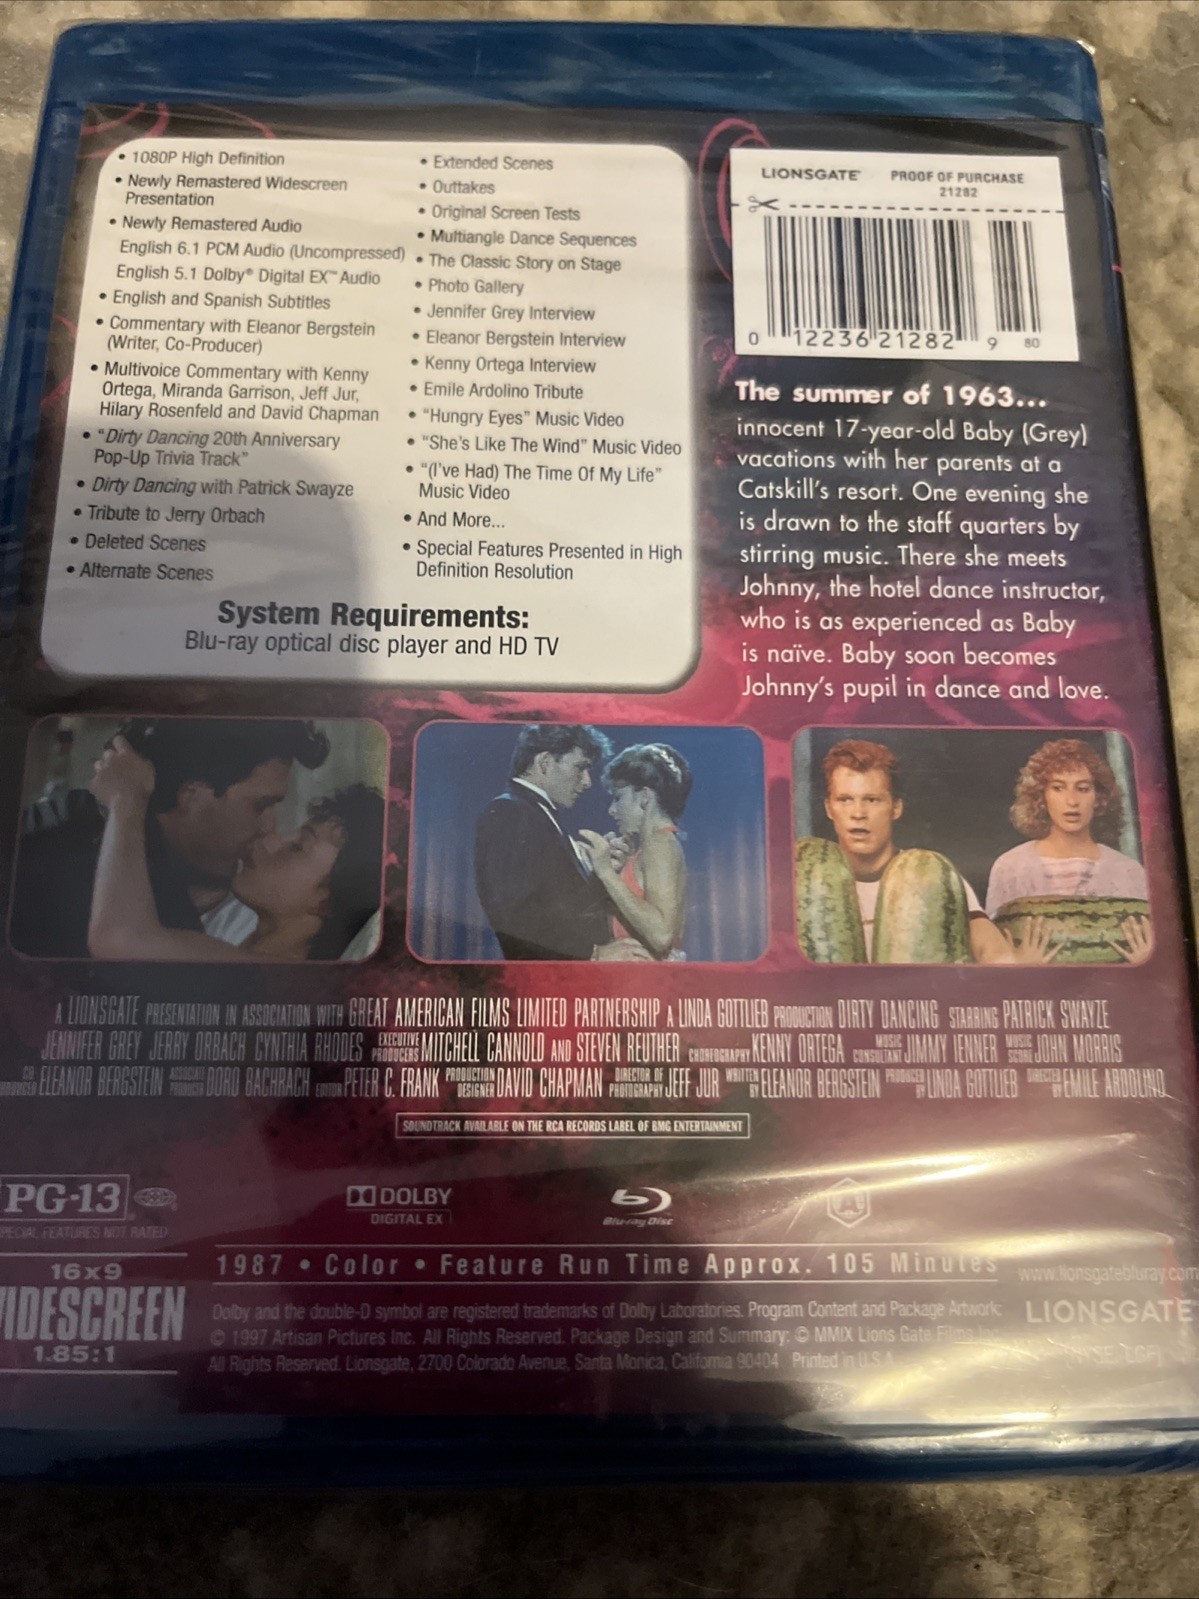 • 1080P High Definition
• Newly Remastered Widescreen
Presentation
• Newly Remastered Audio
English 6.1 PCM Audio (Uncompressed)
English 5.1 Dolby® Digital EX™ Audio
• English and Spanish Subtitles
• Commentary with Eleanor Bergstein
(Writer, Co-Producer)
• Multivoice Commentary with Kenny
Ortega, Miranda Garrison, Jeff Jur,
Hilary Rosenfeld and David Chapman
• "Dirty Dancing 20th Anniversary
Pop-Up Trivia Track"
• Dirty Dancing with Patrick Swayze
• Tribute to Jerry Orbach
• Deleted Scenes
• Alternate Scenes
• Extended Scenes
• Outtakes
• Original Screen Tests
• Multiangle Dance Sequences
• The Classic Story on Stage
• Photo Gallery
• Jennifer Grey Interview
• Eleanor Bergstein Interview
• Kenny Ortega Interview
• Emile Ardolino Tribute
• "Hungry Eyes" Music Video
• "She's Like The Wind" Music Video
• "(I've Had) The Time Of My Life"
Music Video
• And More...
• Special Features Presented in High
Definition Resolution
System Requirements:
Blu-ray optical disc player and HD TV
LIONSGATE® PROOF OF PURCHASE
21282
0 12236 21282 9 80
The summer of 1963...
innocent 17-year-old Baby (Grey)
vacations with her parents at a
Catskill's resort. One evening she
is drawn to the staff quarters by
stirring music. There she meets
Johnny, the hotel dance instructor,
who is as experienced as Baby
is naïve. Baby soon becomes
Johnny's pupil in dance and love.
A LIONSGATE PRESENTATION IN ASSOCIATION WITH GREAT AMERICAN FILMS LIMITED PARTNERSHIP A LINDA GOTTLIEB PRODUCTION DIRTY DANCING STARRING PATRICK SWAYZE
JENNIFER GREY JERRY ORBACH CYNTHIA RHODES EXECUTIVE PRODUCERS MITCHELL CANNOLD AND STEVEN REUTHER CHOREOGRAPHY KENNY ORTEGA MUSIC CONSULTANT JIMMY IENNER MUSIC SCORE JOHN MORRIS
CO PRODUCER ELEANOR BERGSTEIN ASSOCIATE PRODUCER DORO BACHRACH EDITOR PETER C. FRANK PRODUCTION DESIGNER DAVID CHAPMAN DIRECTOR OF PHOTOGRAPHY JEFF JUR WRITTEN BY ELEANOR BERGSTEIN PRODUCED BY LINDA GOTTLIEB DIRECTED BY EMILE ARDOLINO
SOUNDTRACK AVAILABLE ON THE RCA RECORDS LABEL OF BMG ENTERTAINMENT
PG-13
SPECIAL FEATURES NOT RATED
DOLBY
DIGITAL EX
Blu-ray Disc
A
16x9
WIDESCREEN
1.85:1
1987 • Color • Feature Run Time Approx. 105 Minutes
www.lionsgatebluray.com
Dolby and the double-D symbol are registered trademarks of Dolby Laboratories. Program Content and Package Artwork:
© 1997 Artisan Pictures Inc. All Rights Reserved. Package Design and Summary: © MMIX Lions Gate Films Inc.
All Rights Reserved. Lionsgate, 2700 Colorado Avenue, Santa Monica, California 90404. Printed in U.S.A.
LIONSGATE